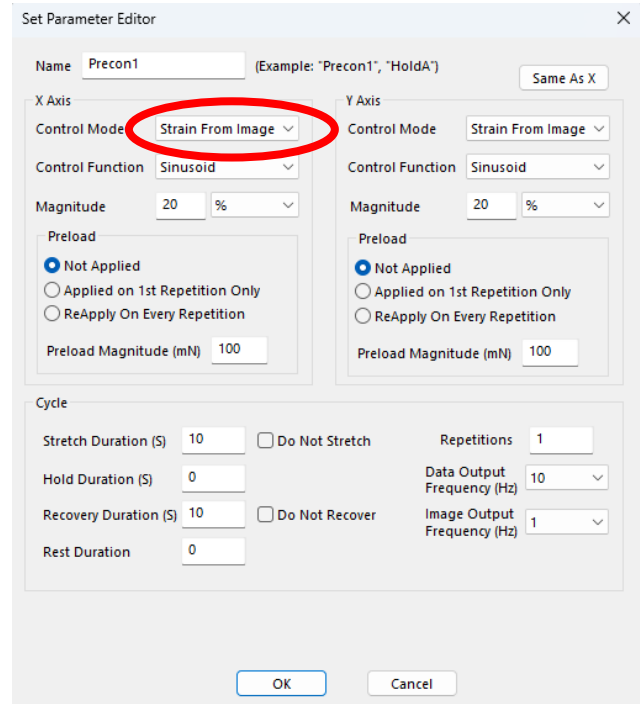 Set Parameter Editor
Name Precon1 (Example: "Precon1", "HoldA")
Same As X
X Axis
Control Mode Strain From Image
Control Function Sinusoid
Magnitude 20 %
Preload
Not Applied
Applied on 1st Repetition Only
ReApply On Every Repetition
Preload Magnitude (mN) 100
Y Axis
Control Mode Strain From Image
Control Function Sinusoid
Magnitude 20 %
Preload
Not Applied
Applied on 1st Repetition Only
ReApply On Every Repetition
Preload Magnitude (mN) 100
Cycle
Stretch Duration (S) 10 Do Not Stretch
Hold Duration (S) 0
Recovery Duration (S) 10 Do Not Recover
Rest Duration 0
Repetitions 1
Data Output
Frequency (Hz) 10
Image Output
Frequency (Hz) 1
OK Cancel